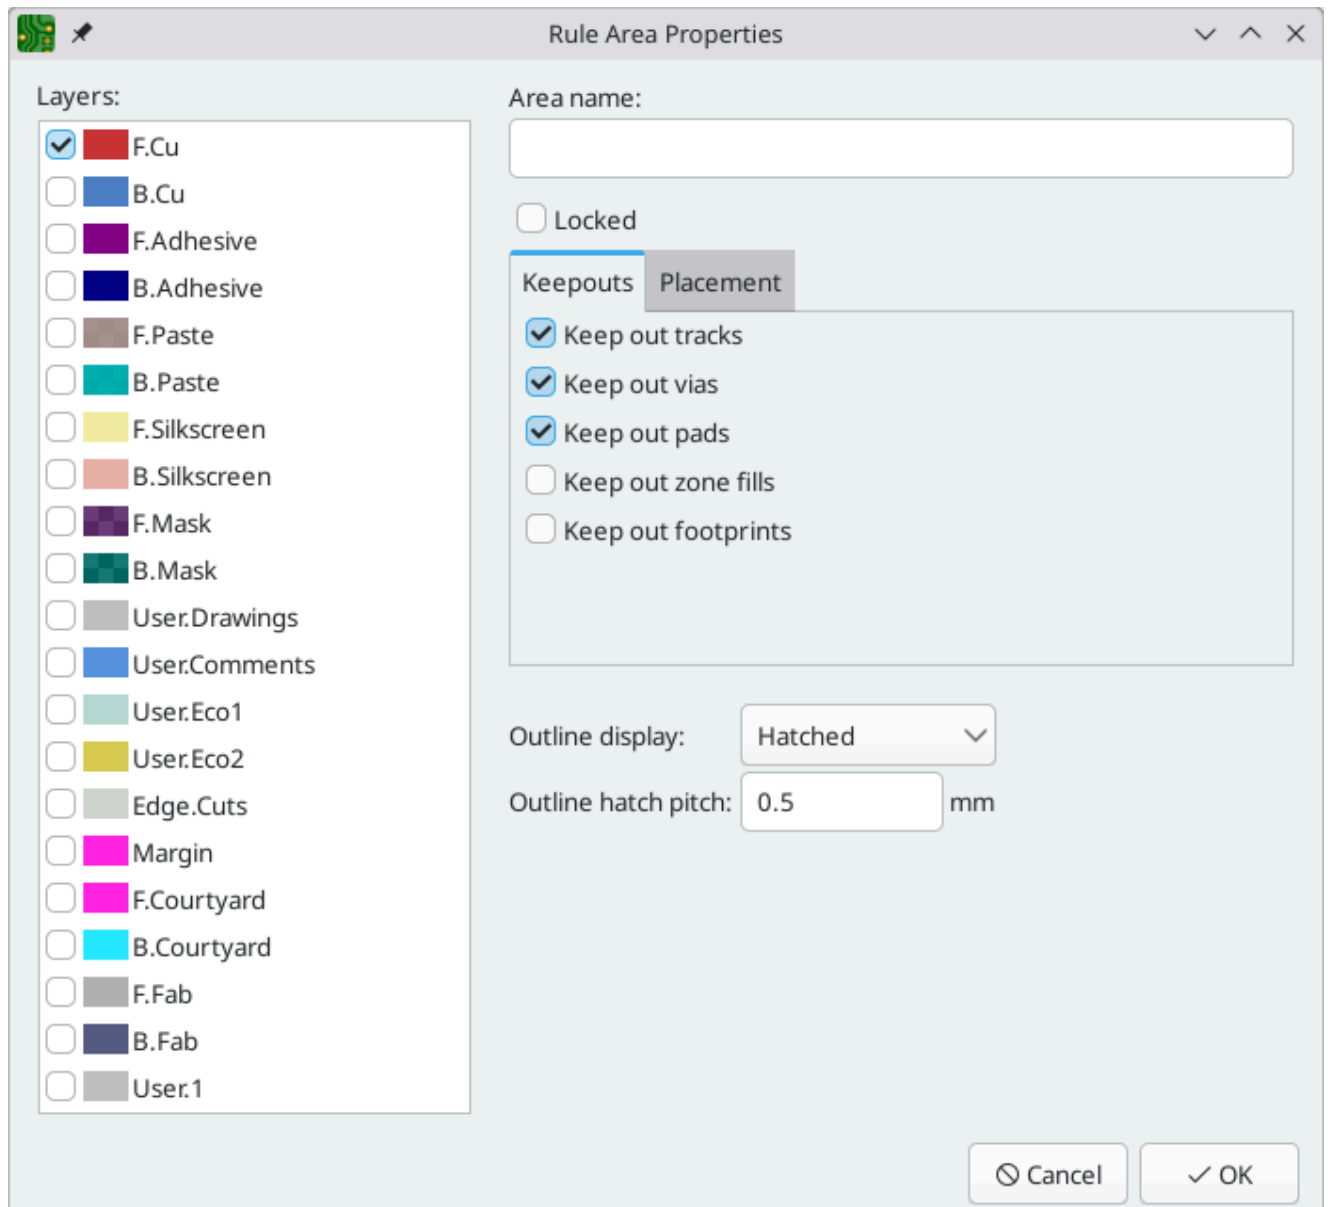 Rule Area Properties
Layers:
F.Cu
B.Cu
F.Adhesive
B.Adhesive
F.Paste
B.Paste
F.Silkscreen
B.Silkscreen
F.Mask
B.Mask
User.Drawings
User.Comments
User.Eco1
User.Eco2
Edge.Cuts
Margin
F.Courtyard
B.Courtyard
F.Fab
B.Fab
User.1
Area name:
Locked
Keepouts Placement
Keep out tracks
Keep out vias
Keep out pads
Keep out zone fills
Keep out footprints
Outline display: Hatched
Outline hatch pitch: 0.5 mm
Cancel OK